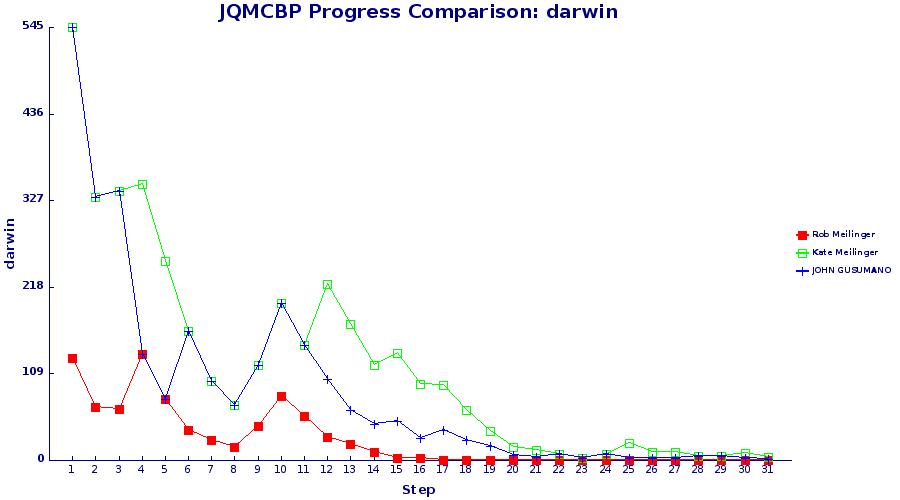 JQMCBP Progress Comparison: darwin
545
436
327
218
109
0
darwin
1 2 3 4 5 6 7 8 9 10 11 12 13 14 15 16 17 18 19 20 21 22 23 24 25 26 27 28 29 30 31
Step
Rob Meilinger
Kate Meilinger
JOHN GUSUMANO